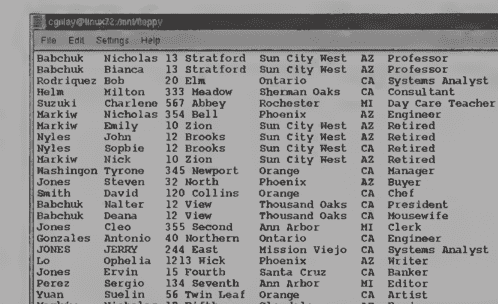 cgrday@linux72:/mnt/floppy
File Edit Settings Help
Babchuk Nicholas 13 Stratford Sun City West AZ Professor
Babchuk Bianca 13 Stratford Sun City West AZ Professor
Rodriquez Bob 20 Elm Ontario CA Systems Analyst
Helm Milton 333 Meadow Sherman Oaks CA Consultant
Suzuki Charlene 567 Abbey Rochester MI Day Care Teacher
Markiw Nicholas 354 Bell Phoenix AZ Engineer
Markiw Emily 10 Zion Sun City West AZ Retired
Nyles John 12 Brooks Sun City West AZ Retired
Nyles Sophie 12 Brooks Sun City West CA Retired
Markiw Nick 10 Zion Sun City West AZ Retired
Washingon Tyrone 345 Newport Orange CA Manager
Jones Steven 32 North Phoenix AZ Buyer
Smith David 120 Collins Orange CA Chef
Babchuk Walter 12 View Thousand Oaks CA President
Babchuk Deana 12 View Thousand Oaks CA Housewife
Jones Cleo 355 Second Ann Arbor MI Clerk
Gonzales Antonio 40 Northern Ontario CA Engineer
JONES JERRY 244 East Mission Viejo CA Systems Analyst
Lo Ophelia 1213 Wick Phoenix AZ Writer
Jones Ervin 15 Fourth Santa Cruz CA Banker
Perez Sergio 134 Seventh Ann Arbor MI Editor
Yuan Suelin 56 Twin Leaf Orange CA Artist